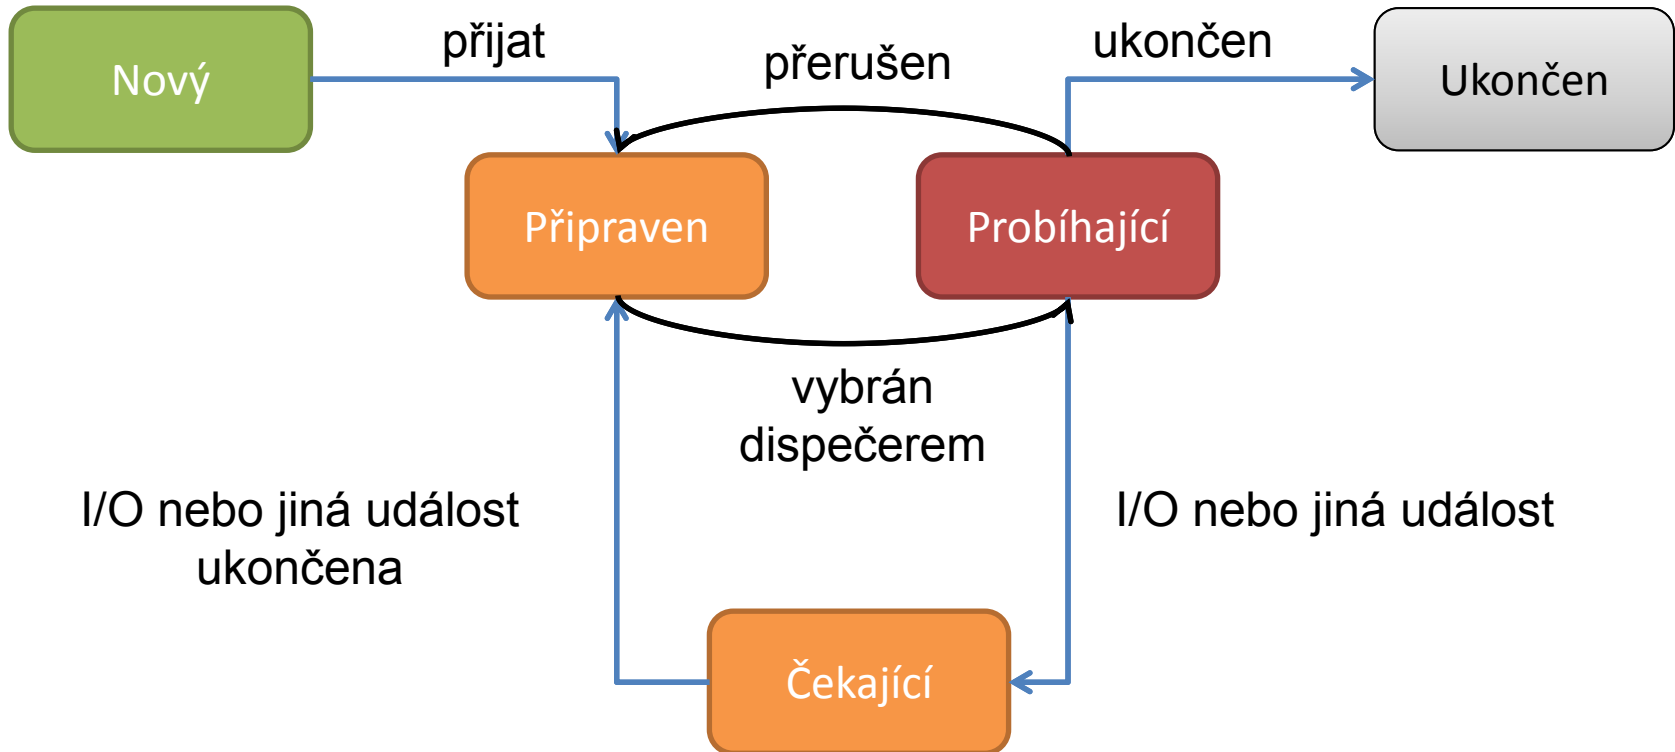 Nový
přijat
přerušen
ukončen
Ukončen
Připraven
Probíhající
vybrán
dispečerem
I/O nebo jiná událost
ukončena
I/O nebo jiná událost
Čekající